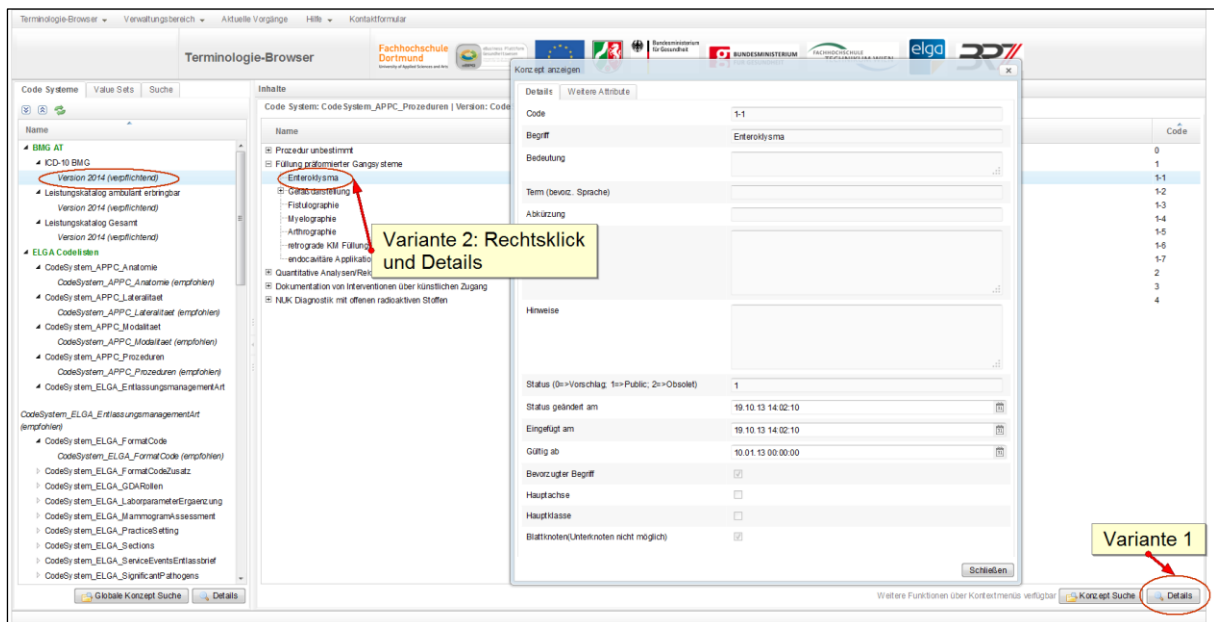 Terminologie-Browser Verwaltungsbereich Aktuelle Vorgänge Hilfe Kontaktformular
Terminologie-Browser
Fachhochschule
Dortmund
University of Applied Sciences and Arts
Bundesministerium
für Gesundheit
BUNDESMINISTERIUM
FACHHOCHSCHULE
TECHNIKUM WIEN
elga
Code Systeme Value Sets Suche
Name
BMG AT
ICD-10 BMG
Version 2014 (verpflichtend)
Leistungskatalog ambulant erbringbar
Version 2014 (verpflichtend)
Leistungskatalog Gesamt
Version 2014 (verpflichtend)
ELGA Codelisten
CodeSystem_APPC_Anatomie
CodeSystem_APPC_Anatomie (empfohlen)
CodeSystem_APPC_Lateralitaet
CodeSystem_APPC_Lateralitaet (empfohlen)
CodeSystem_APPC_Modalitaet
CodeSystem_APPC_Modalitaet (empfohlen)
CodeSystem_APPC_Prozeduren
CodeSystem_APPC_Prozeduren (empfohlen)
CodeSystem_ELGA_EntlassungsmanagementArt
CodeSystem_ELGA_EntlassungsmanagementArt
(empfohlen)
CodeSystem_ELGA_FormatCode
CodeSystem_ELGA_FormatCode (empfohlen)
CodeSystem_ELGA_FormatCodeZusatz
CodeSystem_ELGA_GDARollen
CodeSystem_ELGA_LaborparameterErgaenzung
CodeSystem_ELGA_MammogramAssessment
CodeSystem_ELGA_PracticeSetting
CodeSystem_ELGA_Sections
CodeSystem_ELGA_ServiceEventsEntlassbrief
CodeSystem_ELGA_SignificantPathogens
Globale Konzept Suche Details
Inhalte
Code System: CodeSystem_APPC_Prozeduren | Version: Code
Name Code
Prozedur unbestimmt 0
Füllung präformierter Gangsysteme 1
Enteroklysma 1-1
Gefäßdarstellung 1-2
Fistulographie 1-3
Myelographie 1-4
Arthrographie 1-5
retrograde KM Füllung 1-6
endocavitäre Applikatio 1-7
Quantitative Analysen/Rek 2
Dokumentation von Interventionen über künstlichen Zugang 3
NUK Diagnostik mit offenen radioaktiven Stoffen 4
Variante 2: Rechtsklick
und Details
Konzept anzeigen
Details Weitere Attribute
Code 1-1
Begriff Enteroklysma
Bedeutung
Term (bevorz. Sprache)
Abkürzung
Hinweise
Status (0=>Vorschlag; 1=>Public; 2=>Obsolet) 1
Status geändert am 19.10.13 14:02:10
Eingefügt am 19.10.13 14:02:10
Gültig ab 10.01.13 00:00:00
Bevorzugter Begriff
Hauptachse
Hauptklasse
Blattknoten(Unterknoten nicht möglich)
Schließen
Variante 1
Weitere Funktionen über Kontextmenüs verfügbar Konzept Suche Details